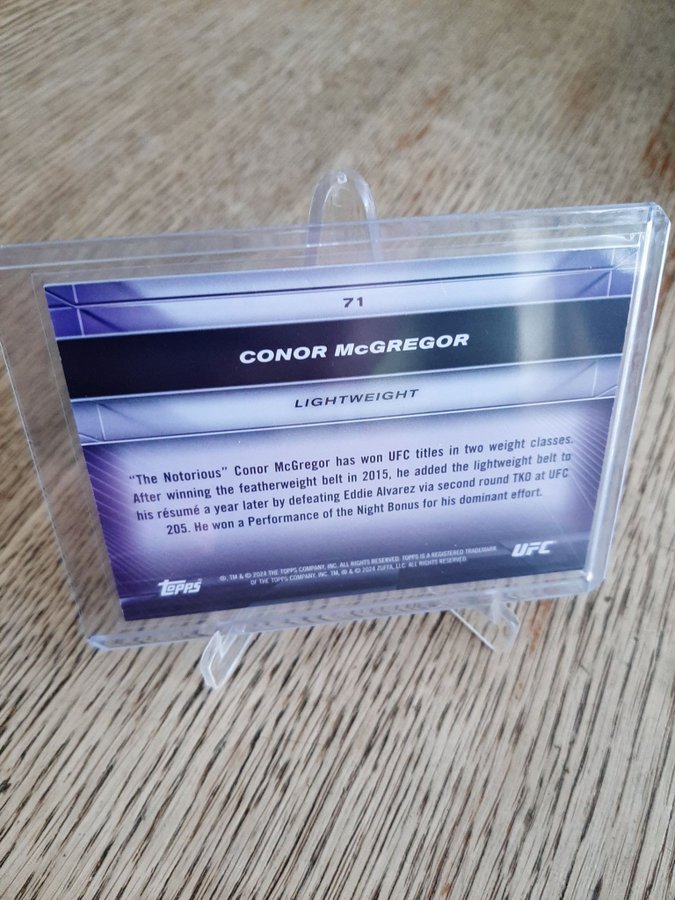 71
CONOR McGREGOR
LIGHTWEIGHT
“The Notorious” Conor McGregor has won UFC titles in two weight classes.
After winning the featherweight belt in 2015, he added the lightweight belt to
his résumé a year later by defeating Eddie Alvarez via second round TKO at UFC
205. He won a Performance of the Night Bonus for his dominant effort.
®, TM & © 2024 THE TOPPS COMPANY, INC. ALL RIGHTS RESERVED. TOPPS IS A REGISTERED TRADEMARK
OF THE TOPPS COMPANY, INC. TM, ® & © 2024 ZUFFA, LLC. ALL RIGHTS RESERVED.
topps
UFC